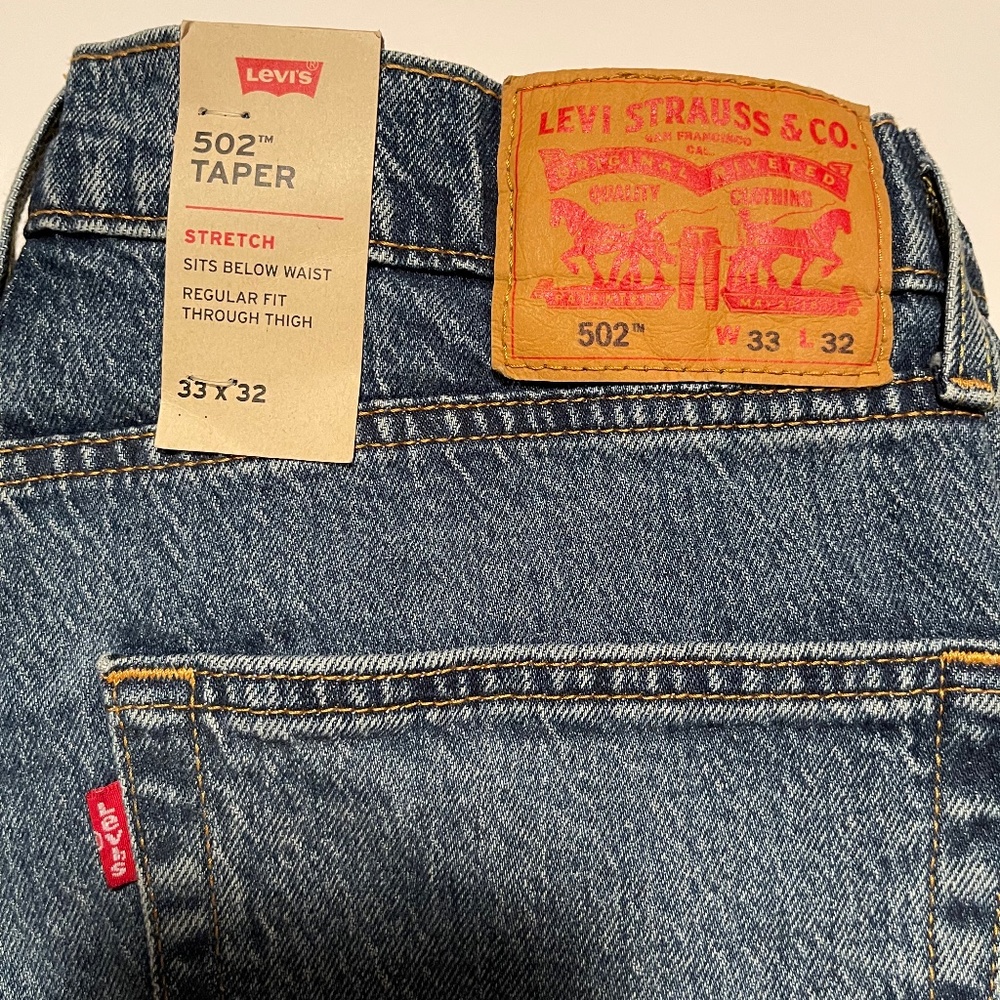 Levi's®
502™
TAPER
STRETCH
SITS BELOW WAIST
REGULAR FIT
THROUGH THIGH
33 x 32
LEVI STRAUSS & CO.
SAN FRANCISCO
CAL
ORIGINAL RIVETED
QUALITY CLOTHING
502™ W 33 L 32
Levi's